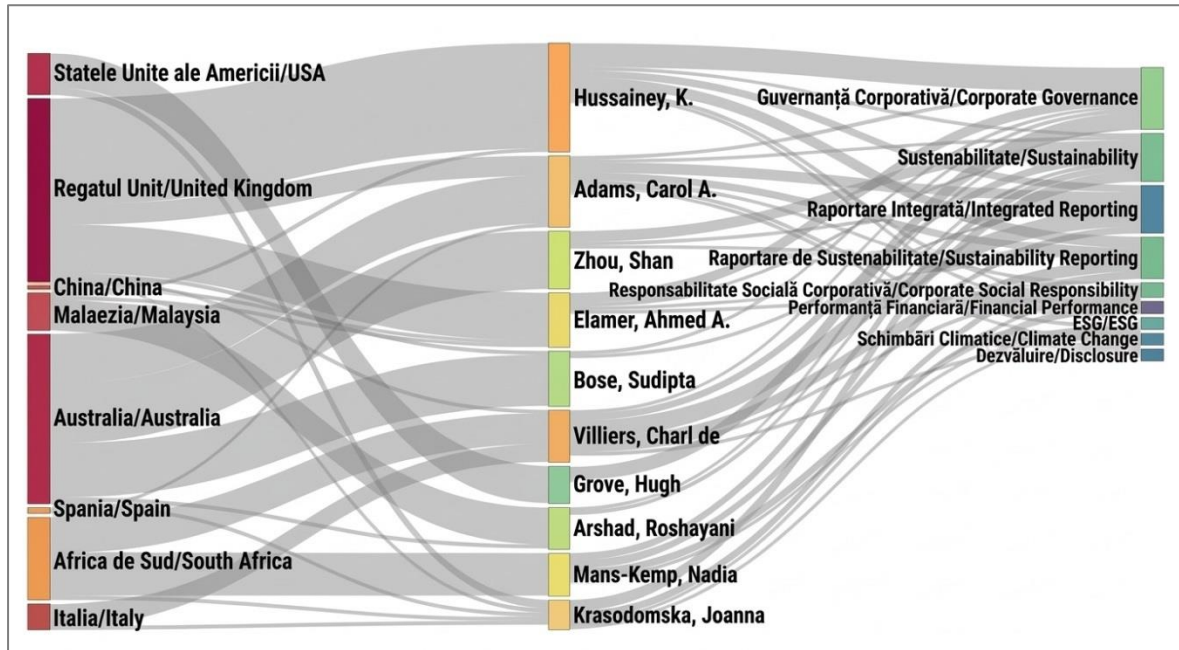 Statele Unite ale Americii/USA
Regatul Unit/United Kingdom
China/China
Malaezia/Malaysia
Australia/Australia
Spania/Spain
Africa de Sud/South Africa
Italia/Italy
Hussainey, K.
Adams, Carol A.
Zhou, Shan
Elamer, Ahmed A.
Bose, Sudipta
Villiers, Charl de
Grove, Hugh
Arshad, Roshayani
Mans-Kemp, Nadia
Krasodomska, Joanna
Guvernanță Corporativă/Corporate Governance
Sustenabilitate/Sustainability
Raportare Integrată/Integrated Reporting
Raportare de Sustenabilitate/Sustainability Reporting
Responsabilitate Socială Corporativă/Corporate Social Responsibility
Performanță Financiară/Financial Performance
ESG/ESG
Schimbări Climatice/Climate Change
Dezvăluire/Disclosure